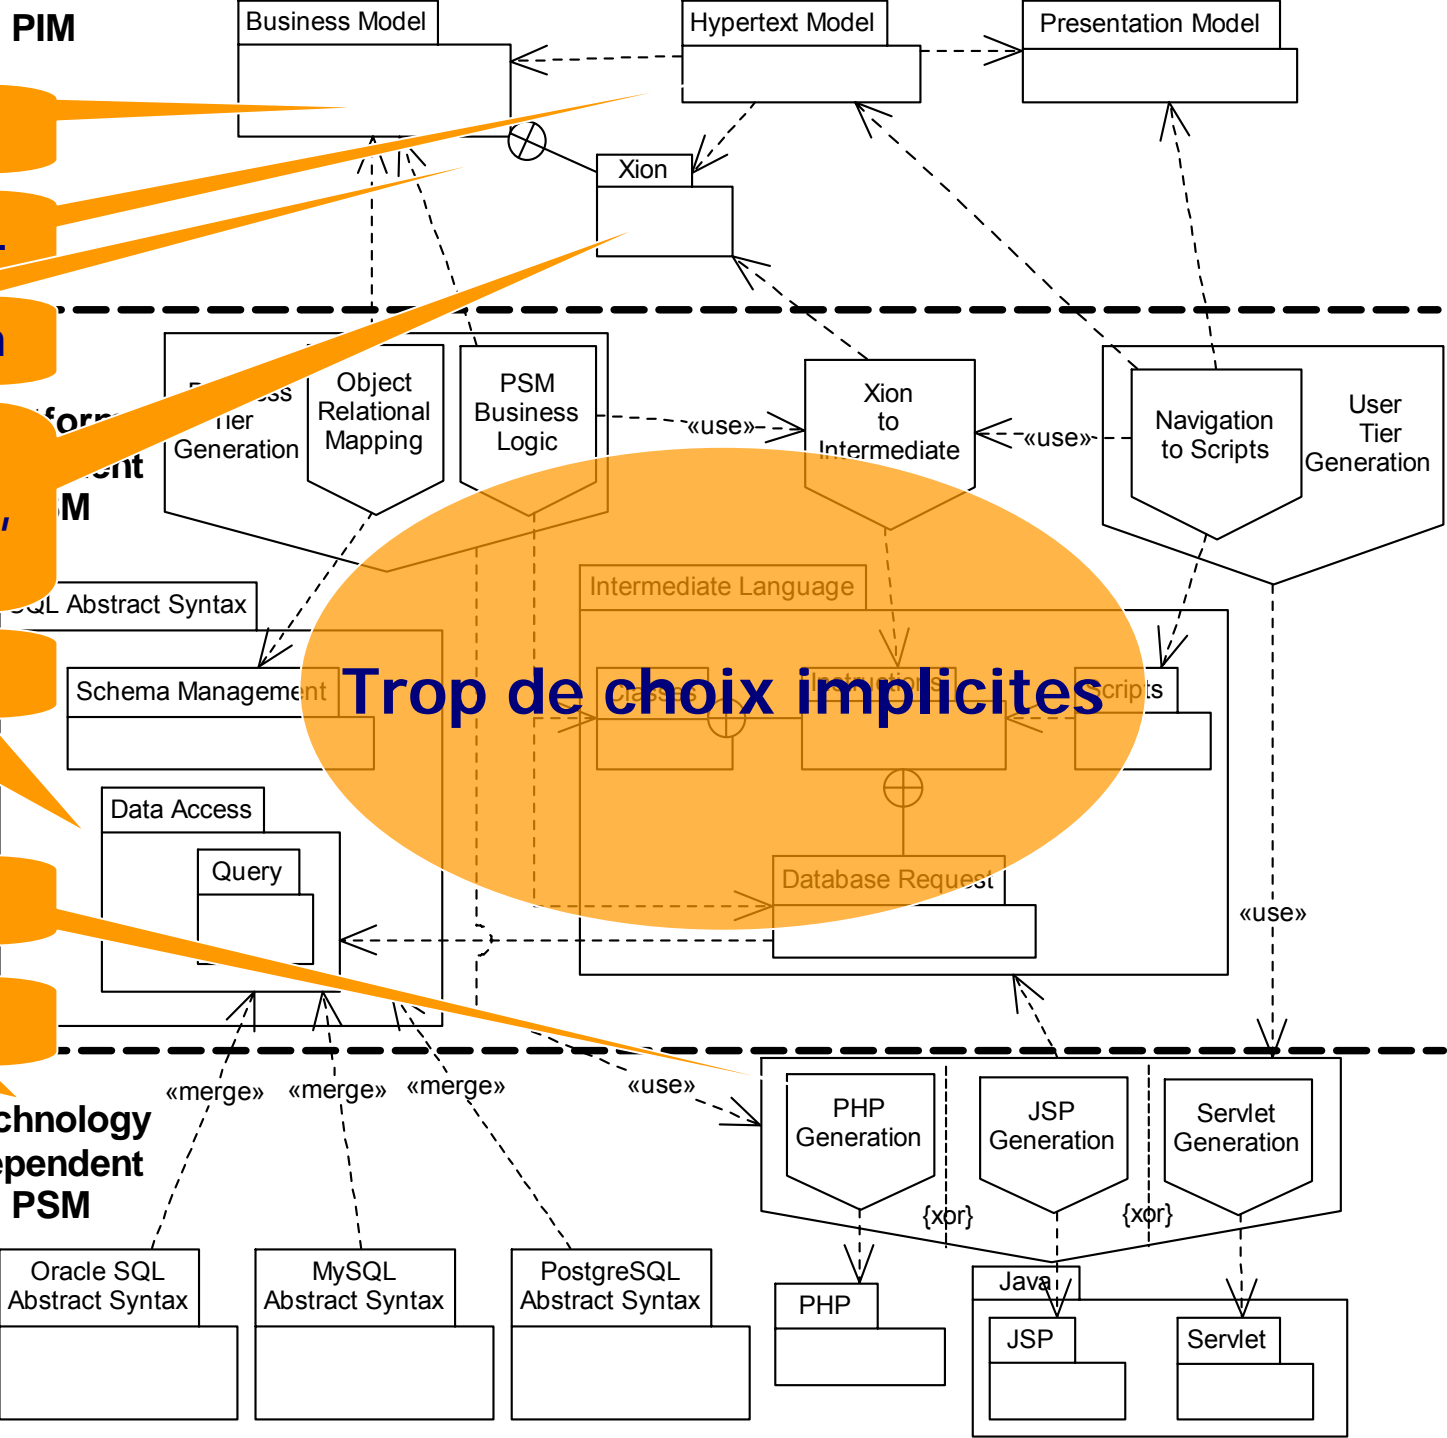 PIM
Business Model
Hypertext Model
Presentation Model
Xion
Tier
Generation
Object
Relational
Mapping
PSM
Business
Logic
«use»
Xion
to
Intermediate
«use»
Navigation
to Scripts
User
Tier
Generation
SQL Abstract Syntax
Intermediate Language
Trop de choix implicites
Schema Management
Classes
Instructions
Scripts
Data Access
Query
Database Request
«use»
«merge»
«merge»
«merge»
«use»
PSM
PHP
Generation
JSP
Generation
Servlet
Generation
{xor}
{xor}
Oracle SQL
Abstract Syntax
MySQL
Abstract Syntax
PostgreSQL
Abstract Syntax
PHP
Java
JSP
Servlet